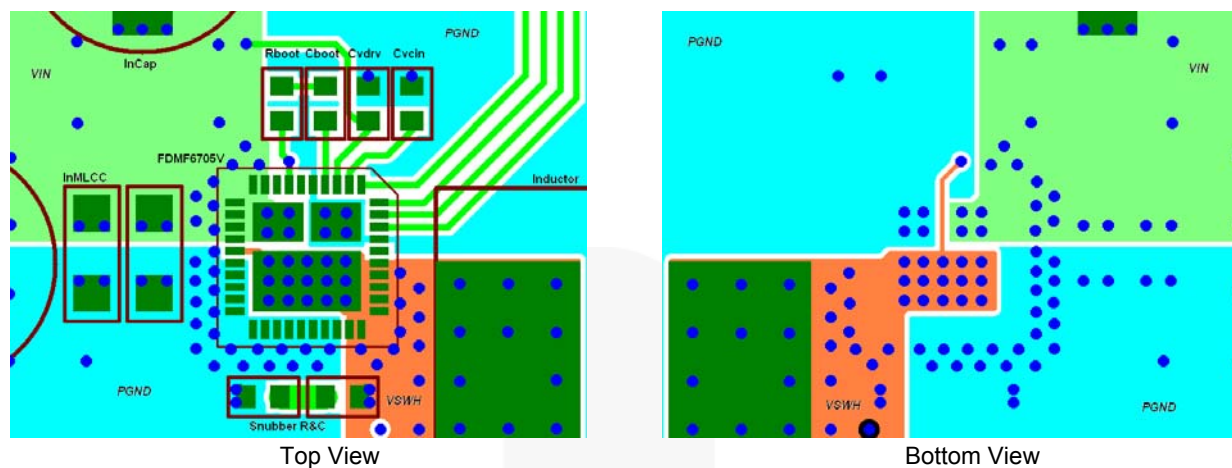 PGND
Rboot Cboot Cvdrv Cvcin
InCap
VIN
FDMF6705V
InMLCC
Inductor
PGND
VSWH
Snubber R&C
Top View
PGND
VIN
VSWH
PGND
Bottom View